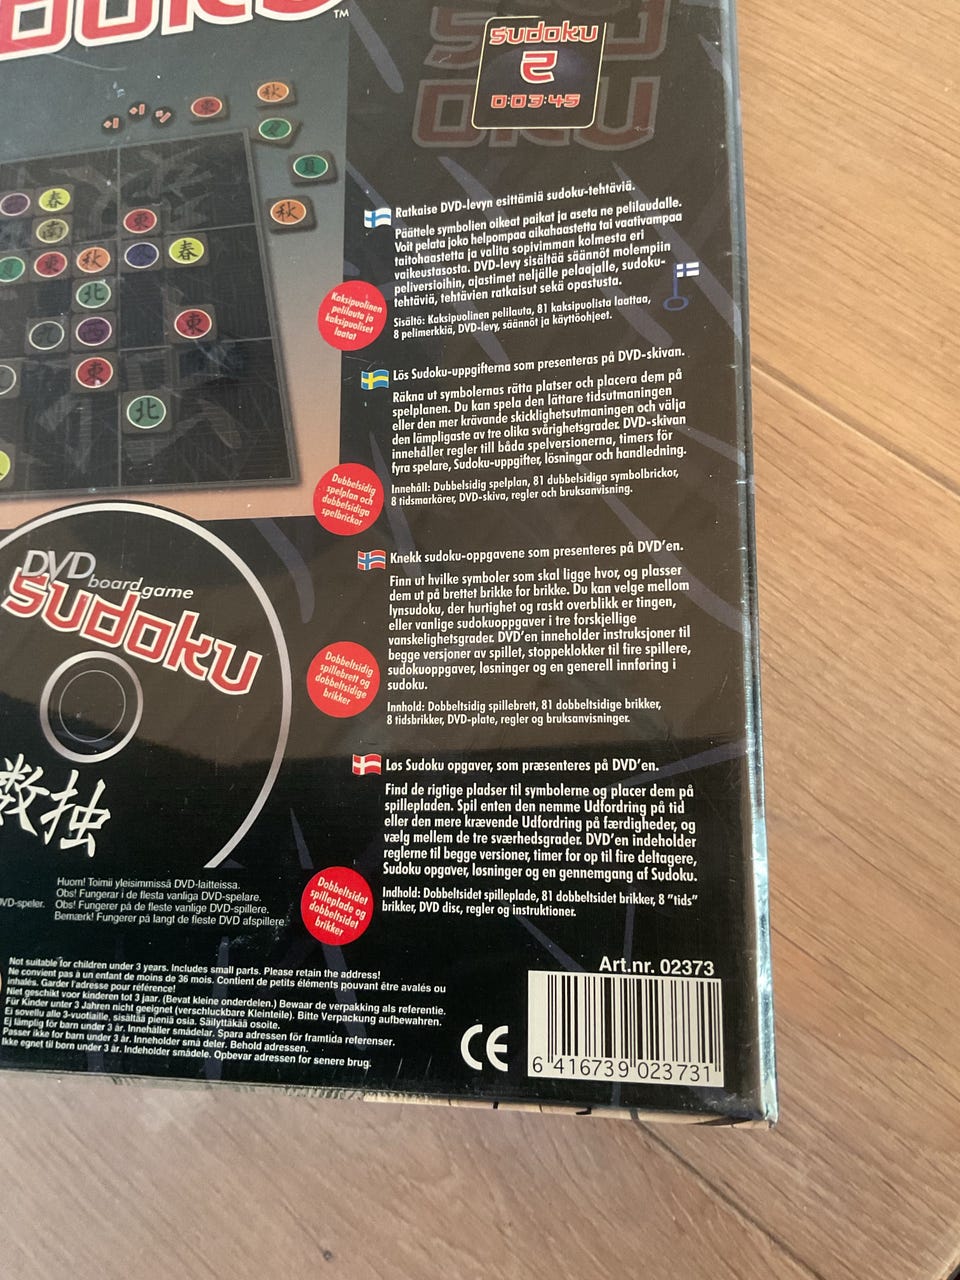 ™
sudoku
2
0:03:45
SU
DOKU
Ratkaise DVD-levyn esittämiä sudoku-tehtäviä.
Päättele symbolien oikeat paikat ja aseta ne pelilaudalle.
Voit pelata joko helpompaa aikahaastetta tai vaativampaa
taitohaastetta ja valita sopivimman kolmesta eri
vaikeustasosta. DVD-levy sisältää säännöt molempiin
peliversioihin, ajastimet neljälle pelaajalle, sudoku-
tehtäviä, tehtävien ratkaisut sekä opastusta.
Sisältö: Kaksipuolinen pelilauta, 81 kaksipuolista laattaa,
8 pelimerkkiä, DVD-levy, säännöt ja käyttöohjeet.
Kaksipuolinen
pelilauta ja
kaksipuoliset
laatat
Lös Sudoku-uppgifterna som presenteras på DVD-skivan.
Räkna ut symbolernas rätta platser och placera dem på
spelplanen. Du kan spela den lättare tidsutmaningen
eller den mer krävande skicklighetsutmaningen och välja
den lämpligaste av tre olika svårighetsgrader. DVD-skivan
innehåller regler till båda spelversionerna, timers för
fyra spelare, Sudoku-uppgifter, lösningar och handledning.
Innehåll: Dubbelsidig spelplan, 81 dubbelsidiga symbolbrickor,
8 tidsmarkörer, DVD-skiva, regler och bruksanvisning.
Dubbelsidig
spelplan och
dubbelsidiga
spelbrickor
Knekk sudoku-oppgavene som presenteres på DVD'en.
Finn ut hvilke symboler som skal ligge hvor, og plasser
dem ut på brettet brikke for brikke. Du kan velge mellom
lynsudoku, der hurtighet og raskt overblikk er tingen,
eller vanlige sudokuoppgaver i tre forskjellige
vanskelighetsgrader. DVD'en inneholder instruksjoner til
begge versjoner av spillet, stoppeklokker til fire spillere,
sudokuoppgaver, løsninger og en generell innføring i
sudoku.
Innhold: Dobbeltsidig spillebrett, 81 dobbeltsidige brikker,
8 tidsbrikker, DVD-plate, regler og bruksanvisninger.
Dobbeltsidig
spillebrett og
dobbeltsidige
brikker
Løs Sudoku opgaver, som præsenteres på DVD'en.
Find de rigtige pladser til symbolerne og placer dem på
spillepladen. Spil enten den nemme Udfordring på tid
eller den mere krævende Udfordring på færdigheder, og
vælg mellem de tre sværhedsgrader. DVD'en indeholder
reglerne til begge versioner, timer for op til fire deltagere,
Sudoku opgaver, løsninger og en gennemgang af Sudoku.
Indhold: Dobbeltsidet spilleplade, 81 dobbeltsidet brikker, 8 "tids"
brikker, DVD disc, regler og instruktioner.
Dobbeltsidet
spilleplade og
dobbeltsidet
brikker
秋
東
夏
夏
秋
春
南
東
東
秋
春
北
東
東
北
DVD
board game
sudoku
数独
Huom! Toimii yleisimmissä DVD-laitteissa.
Obs! Fungerar i de flesta vanliga DVD-spelare.
DVD-speler. Obs! Fungerer på de fleste vanlige DVD-spillere.
Bemærk! Fungerer på langt de fleste DVD afspillere
Not suitable for children under 3 years. Includes small parts. Please retain the address!
Ne convient pas à un enfant de moins de 36 mois. Contient de petits éléments pouvant être avalés ou
inhalés. Garder l'adresse pour référence!
Niet geschikt voor kinderen tot 3 jaar. (Bevat kleine onderdelen.) Bewaar de verpakking als referentie.
Für Kinder unter 3 Jahren nicht geeignet (verschluckbare Kleinteile). Bitte Verpackung aufbewahren.
Ei sovellu alle 3-vuotiaille, sisältää pieniä osia. Säilyttäkää osoite.
Ej lämplig för barn under 3 år. Innehåller smådelar. Spara adressen för framtida referenser.
Passer ikke for barn under 3 år. Inneholder små deler. Behold adressen.
Ikke egnet til born under 3 år. Indeholder smådele. Opbevar adressen for senere brug.
CE
Art.nr. 02373
6 416739 023731